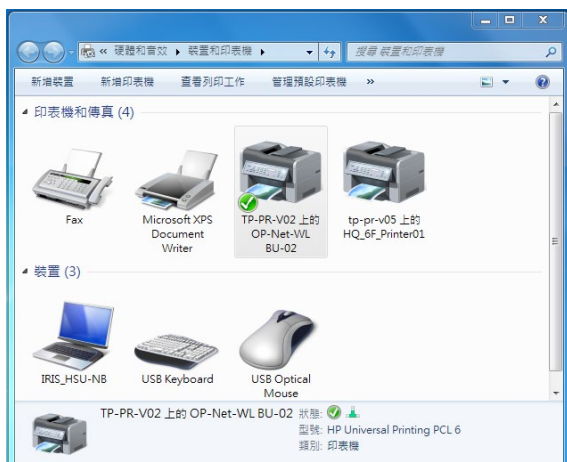 « 硬體和音效 ▸ 裝置和印表機 ▸
搜尋 裝置和印表機
新增裝置 新增印表機 查看列印工作 管理預設印表機 »
印表機和傳真 (4)
Fax
Microsoft XPS
Document
Writer
TP-PR-V02 上的
OP-Net-WL
BU-02
tp-pr-v05 上的
HQ_6F_Printer01
裝置 (3)
IRIS_HSU-NB
USB Keyboard
USB Optical
Mouse
TP-PR-V02 上的 OP-Net-WL BU-02 狀態:
型號: HP Universal Printing PCL 6
類別: 印表機